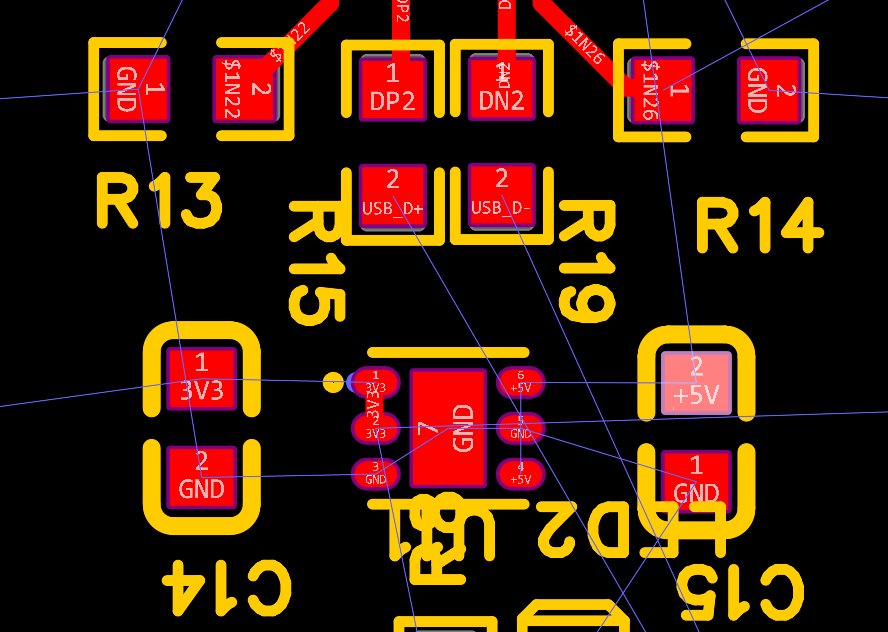 DP2
$1N22
$1N26
GND
1
$1N22
2
1
DP2
1
DN2
DN2
$1N26
1
GND
2
R13
2
USB_D+
2
USB_D-
R14
R15
R19
1
3V3
1
3V3
3V3
2
3V3
3
GND
7
GND
6
+5V
5
GND
4
+5V
2
+5V
2
GND
1
GND
LED2
C14
C15